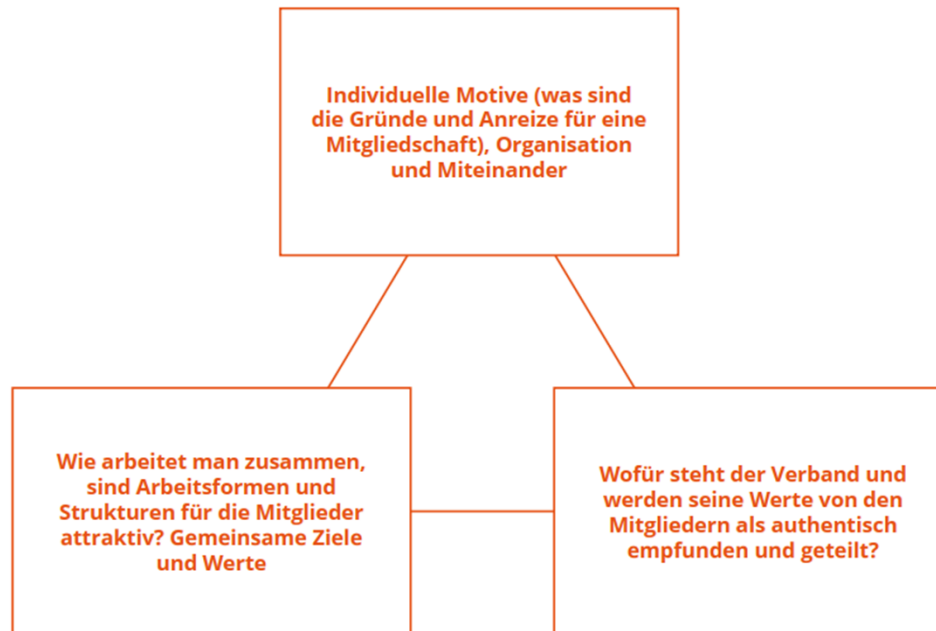 Individuelle Motive (was sind
die Gründe und Anreize für eine
Mitgliedschaft), Organisation
und Miteinander
Wie arbeitet man zusammen,
sind Arbeitsformen und
Strukturen für die Mitglieder
attraktiv? Gemeinsame Ziele
und Werte
Wofür steht der Verband und
werden seine Werte von den
Mitgliedern als authentisch
empfunden und geteilt?